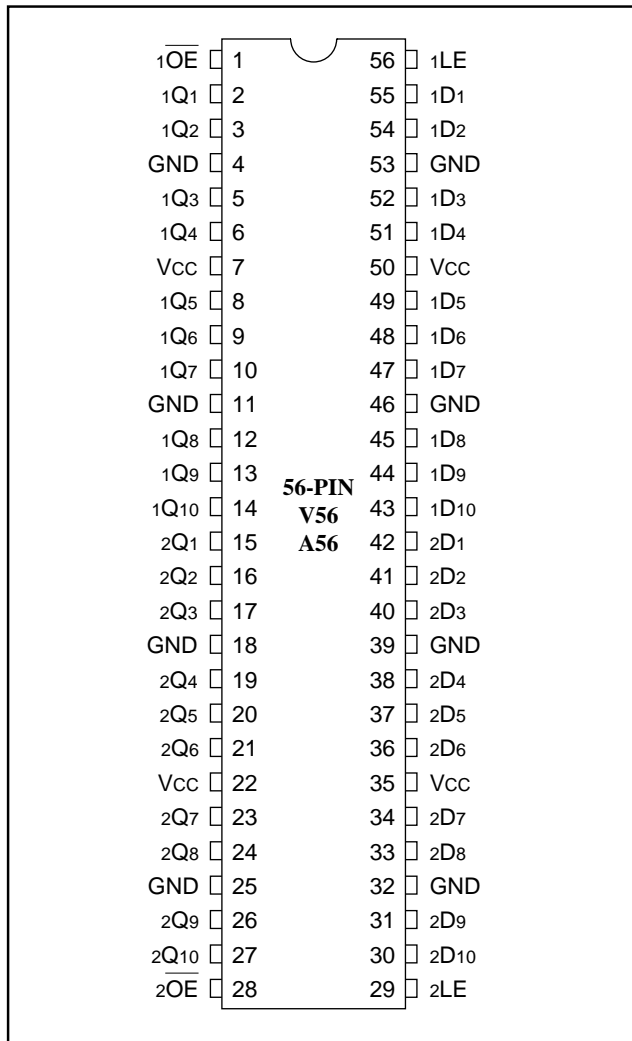 1OE 1 56 1LE
1Q1 2 55 1D1
1Q2 3 54 1D2
GND 4 53 GND
1Q3 5 52 1D3
1Q4 6 51 1D4
VCC 7 50 VCC
1Q5 8 49 1D5
1Q6 9 48 1D6
1Q7 10 47 1D7
GND 11 46 GND
1Q8 12 45 1D8
1Q9 13 44 1D9
56-PIN
1Q10 14 43 1D10
V56
2Q1 15 42 2D1
A56
2Q2 16 41 2D2
2Q3 17 40 2D3
GND 18 39 GND
2Q4 19 38 2D4
2Q5 20 37 2D5
2Q6 21 36 2D6
VCC 22 35 VCC
2Q7 23 34 2D7
2Q8 24 33 2D8
GND 25 32 GND
2Q9 26 31 2D9
2Q10 27 30 2D10
2OE 28 29 2LE